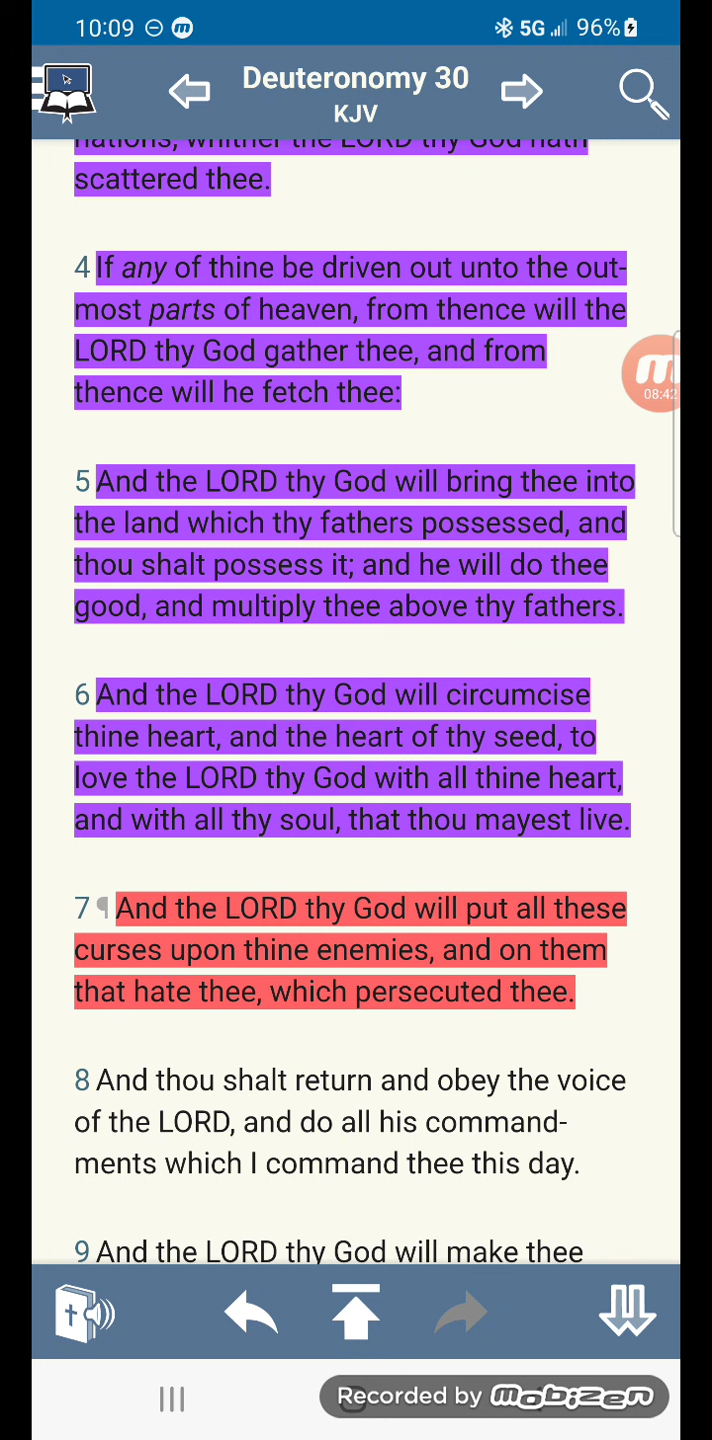 10:09 5G 96%
Deuteronomy 30
KJV
nations, whither the LORD thy God hath
scattered thee.
4 If any of thine be driven out unto the out-
most parts of heaven, from thence will the
LORD thy God gather thee, and from
thence will he fetch thee:
08:42
5 And the LORD thy God will bring thee into
the land which thy fathers possessed, and
thou shalt possess it; and he will do thee
good, and multiply thee above thy fathers.
6 And the LORD thy God will circumcise
thine heart, and the heart of thy seed, to
love the LORD thy God with all thine heart,
and with all thy soul, that thou mayest live.
7 ¶ And the LORD thy God will put all these
curses upon thine enemies, and on them
that hate thee, which persecuted thee.
8 And thou shalt return and obey the voice
of the LORD, and do all his command-
ments which I command thee this day.
9 And the LORD thy God will make thee
Recorded by mobizen